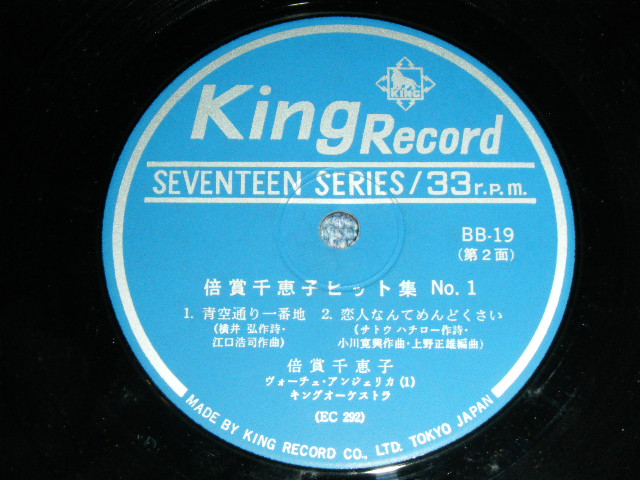 King Record
KING
SEVENTEEN SERIES/33r.p.m.
BB-19
(第2面)
倍賞千恵子ヒット集 No.1
1. 青空通り一番地 2. 恋人なんてめんどくさい
(横井 弘作詩・ (サトウ ハチロー作詩・
江口浩司作曲) 小川寛興作曲・上野正雄編曲)
倍賞千恵子
ヴォーチェ・アンジェリカ(1)
キングオーケストラ
(EC 292)
MADE BY KING RECORD CO., LTD. TOKYO JAPAN